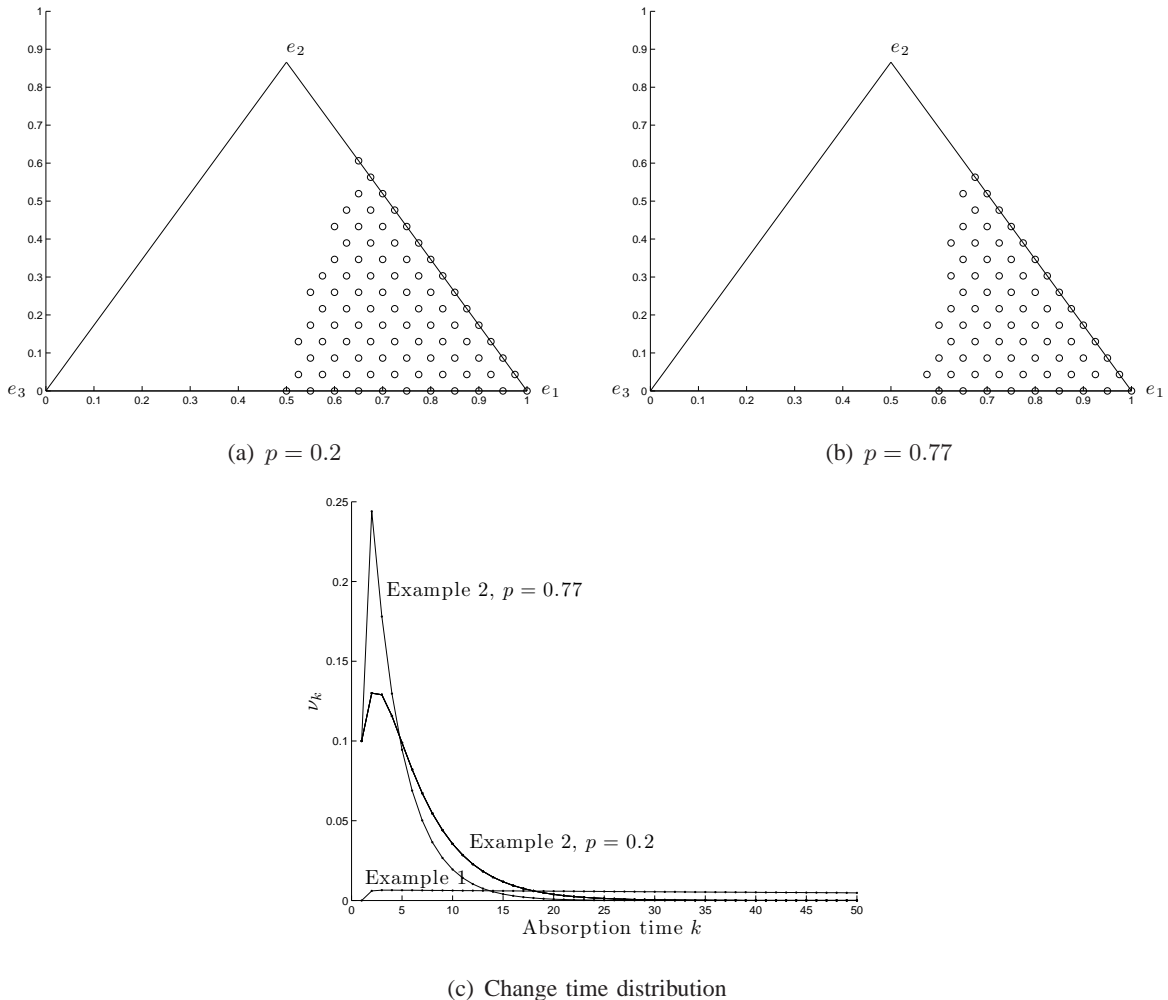 1
0.9
0.8
0.7
0.6
0.5
0.4
0.3
0.2
0.1
0
e₂
e₃
e₁
0 0.1 0.2 0.3 0.4 0.5 0.6 0.7 0.8 0.9 1
(a) p = 0.2
1
0.9
0.8
0.7
0.6
0.5
0.4
0.3
0.2
0.1
0
e₂
e₃
e₁
0 0.1 0.2 0.3 0.4 0.5 0.6 0.7 0.8 0.9 1
(b) p = 0.77
0.25
0.2
0.15
0.1
0.05
0
νₖ
Example 2, p = 0.77
Example 2, p = 0.2
Example 1
0 5 10 15 20 25 30 35 40 45 50
Absorption time k
(c) Change time distribution